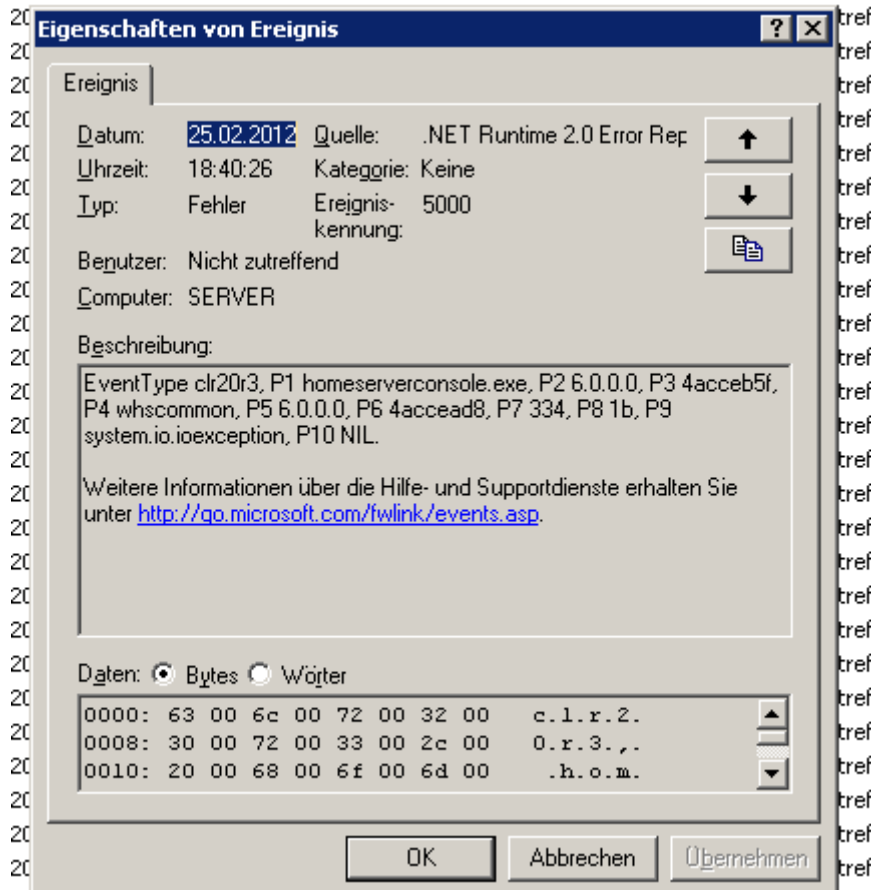 Eigenschaften von Ereignis
Ereignis
Datum: 25.02.2012 Quelle: .NET Runtime 2.0 Error Rep
Uhrzeit: 18:40:26 Kategorie: Keine
Typ: Fehler Ereignis- 5000
kennung:
Benutzer: Nicht zutreffend
Computer: SERVER
Beschreibung:
EventType clr20r3, P1 homeserverconsole.exe, P2 6.0.0.0, P3 4acceb5f,
P4 whscommon, P5 6.0.0.0, P6 4accead8, P7 334, P8 1b, P9
system.io.ioexception, P10 NIL.
Weitere Informationen über die Hilfe- und Supportdienste erhalten Sie
unter http://go.microsoft.com/fwlink/events.asp.
Daten: Bytes Wörter
0000: 63 00 6c 00 72 00 32 00 c.l.r.2.
0008: 30 00 72 00 33 00 2c 00 0.r.3.,.
0010: 20 00 68 00 6f 00 6d 00 .h.o.m.
OK Abbrechen Übernehmen